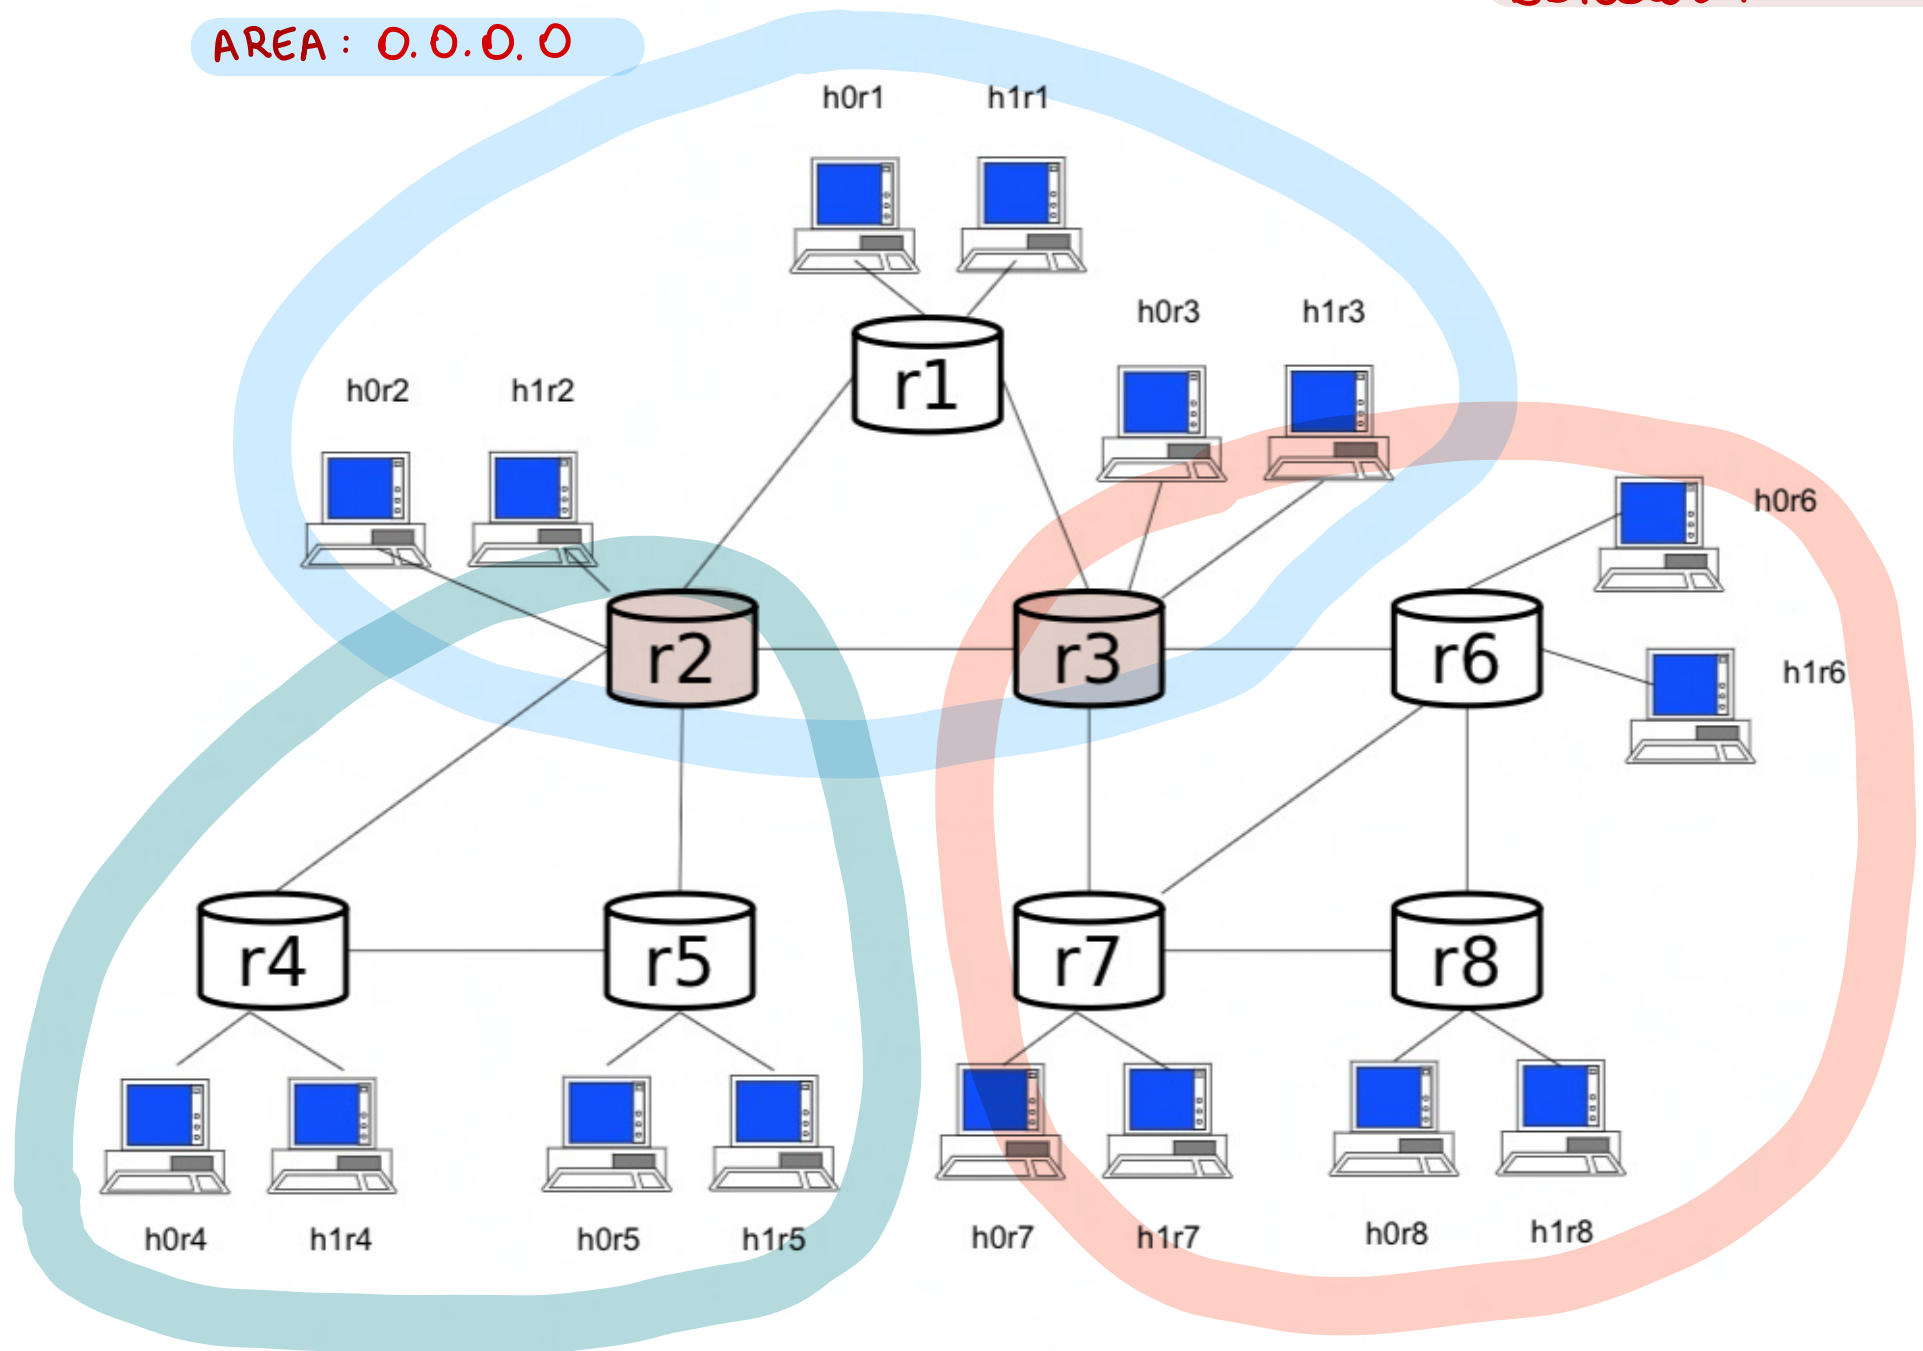 AREA: 0.0.0.0
h0r1 h1r1
h0r3 h1r3
r1
h0r2 h1r2
h0r6
r2 r3 r6
h1r6
r4 r5 r7 r8
h0r4 h1r4 h0r5 h1r5 h0r7 h1r7 h0r8 h1r8